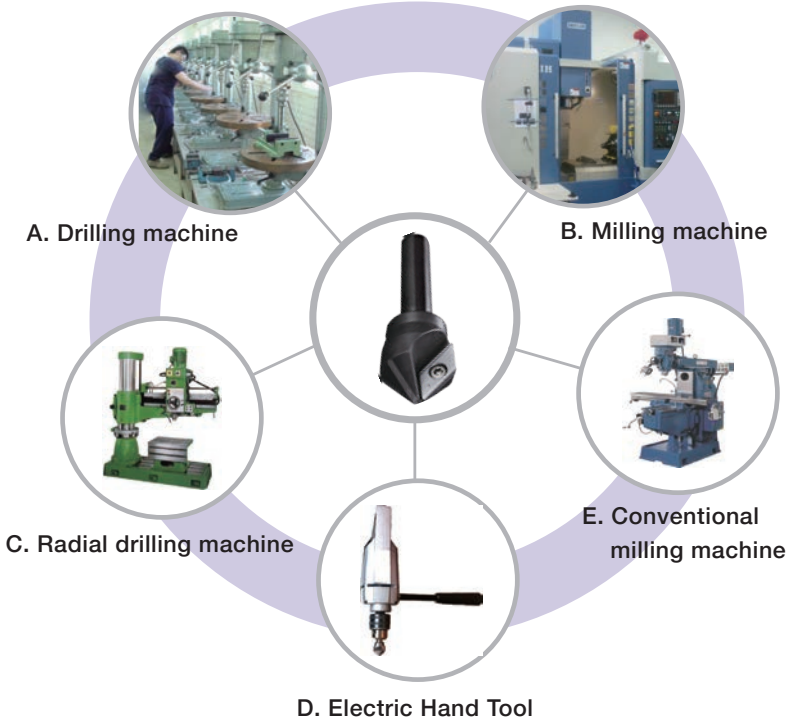 A. Drilling machine
B. Milling machine
C. Radial drilling machine
E. Conventional
milling machine
D. Electric Hand Tool